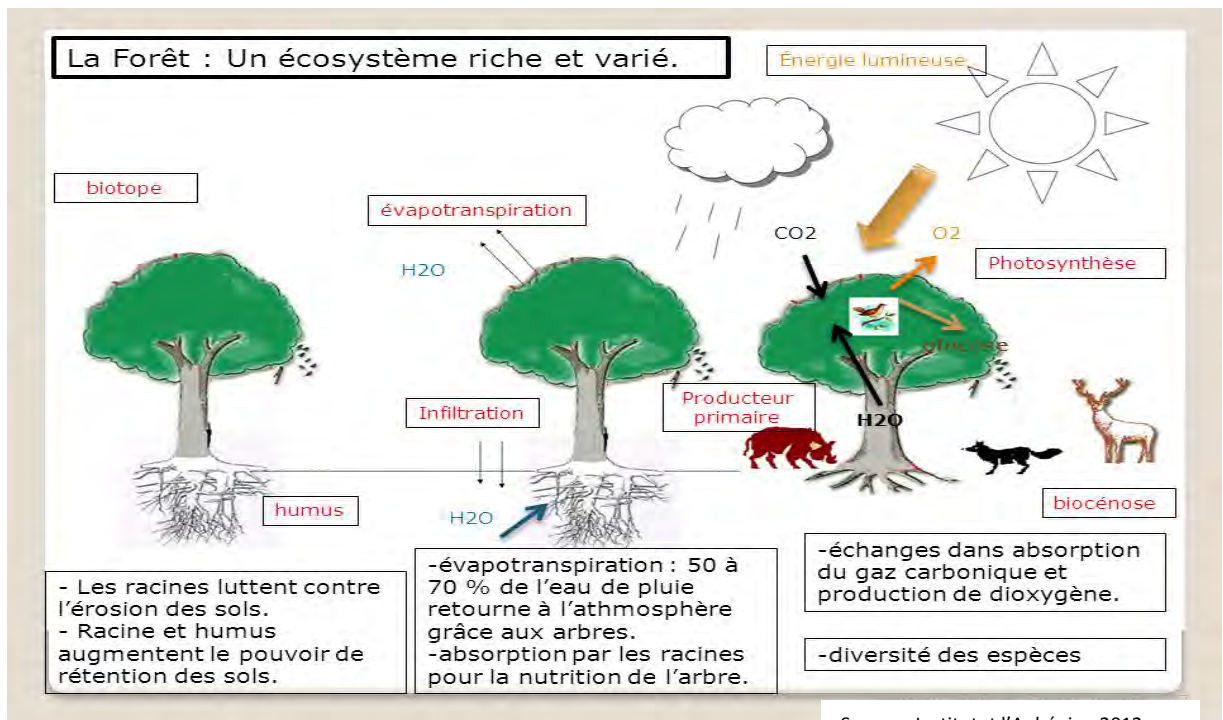 La Forêt : Un écosystème riche et varié.
Énergie lumineuse
biotope
évapotranspiration
H2O
CO2
O2
Photosynthèse
glucose
Infiltration
Producteur
primaire
H2O
humus
H2O
biocénose
- Les racines luttent contre
l'érosion des sols.
- Racine et humus
augmentent le pouvoir de
rétention des sols.
-évapotranspiration : 50 à
70 % de l'eau de pluie
retourne à l'athmosphère
grâce aux arbres.
-absorption par les racines
pour la nutrition de l'arbre.
-échanges dans absorption
du gaz carbonique et
production de dioxygène.
-diversité des espèces